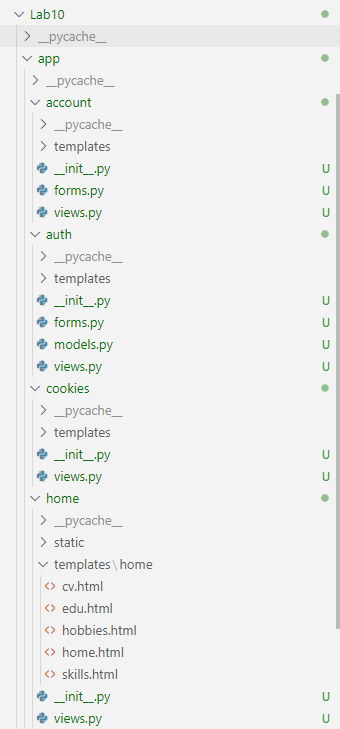 Lab10
__pycache__
app
__pycache__
account
__pycache__
templates
__init__.py U
forms.py U
views.py U
auth
__pycache__
templates
__init__.py U
forms.py U
models.py U
views.py U
cookies
__pycache__
templates
__init__.py U
views.py U
home
__pycache__
static
templates\home
cv.html
edu.html
hobbies.html
home.html
skills.html
__init__.py U
views.py U